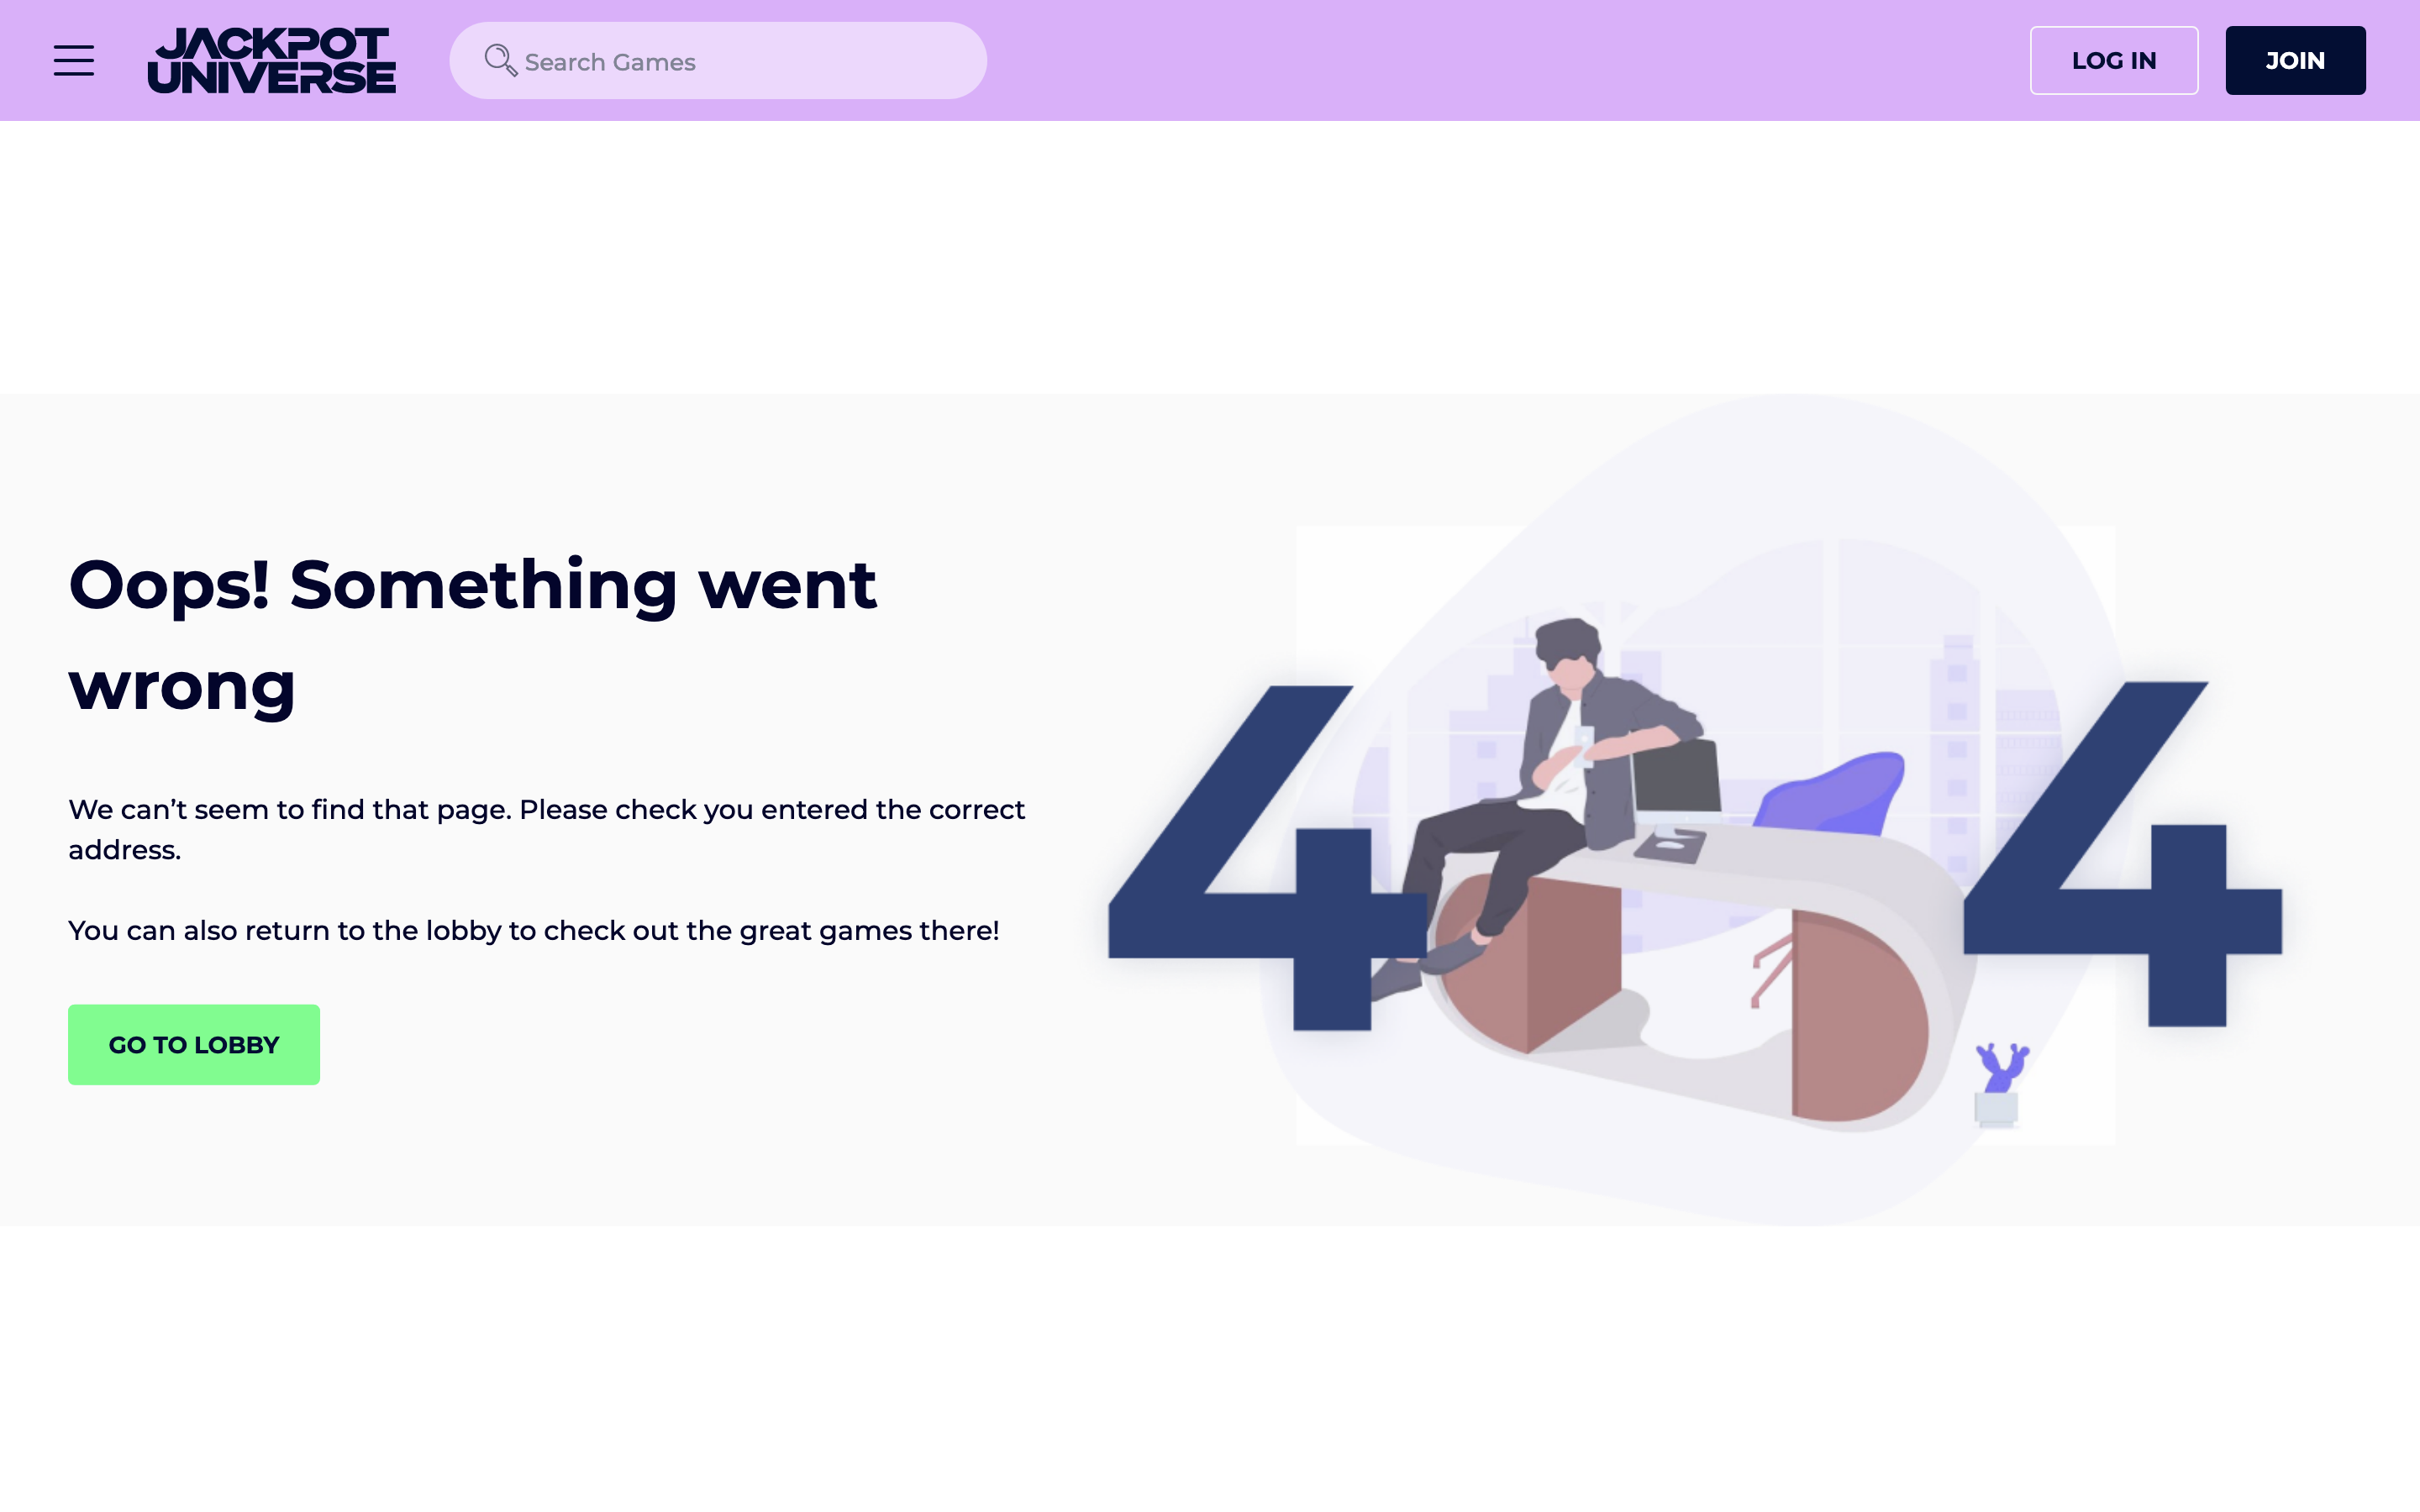 JACKPOT
UNIVERSE
Search Games
LOG IN
JOIN
Oops! Something went
wrong
We can’t seem to find that page. Please check you entered the correct
address.
You can also return to the lobby to check out the great games there!
GO TO LOBBY
4 4